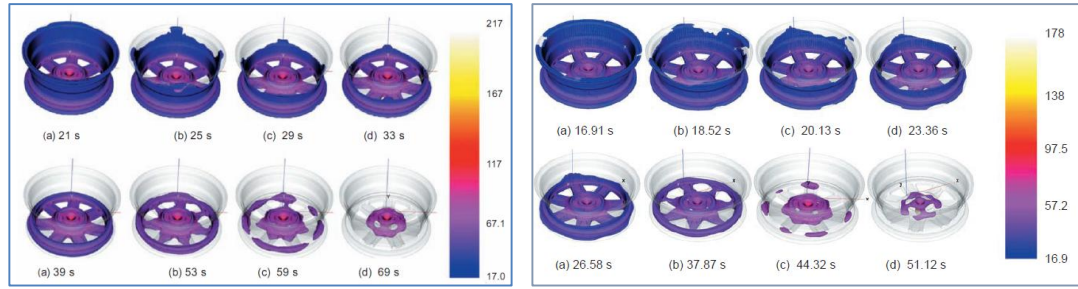 217
167
117
67.1
17.0
(a) 21 s (b) 25 s (c) 29 s (d) 33 s
(a) 39 s (b) 53 s (c) 59 s (d) 69 s
178
138
97.5
57.2
16.9
(a) 16.91 s (b) 18.52 s (c) 20.13 s (d) 23.36 s
(a) 26.58 s (b) 37.87 s (c) 44.32 s (d) 51.12 s